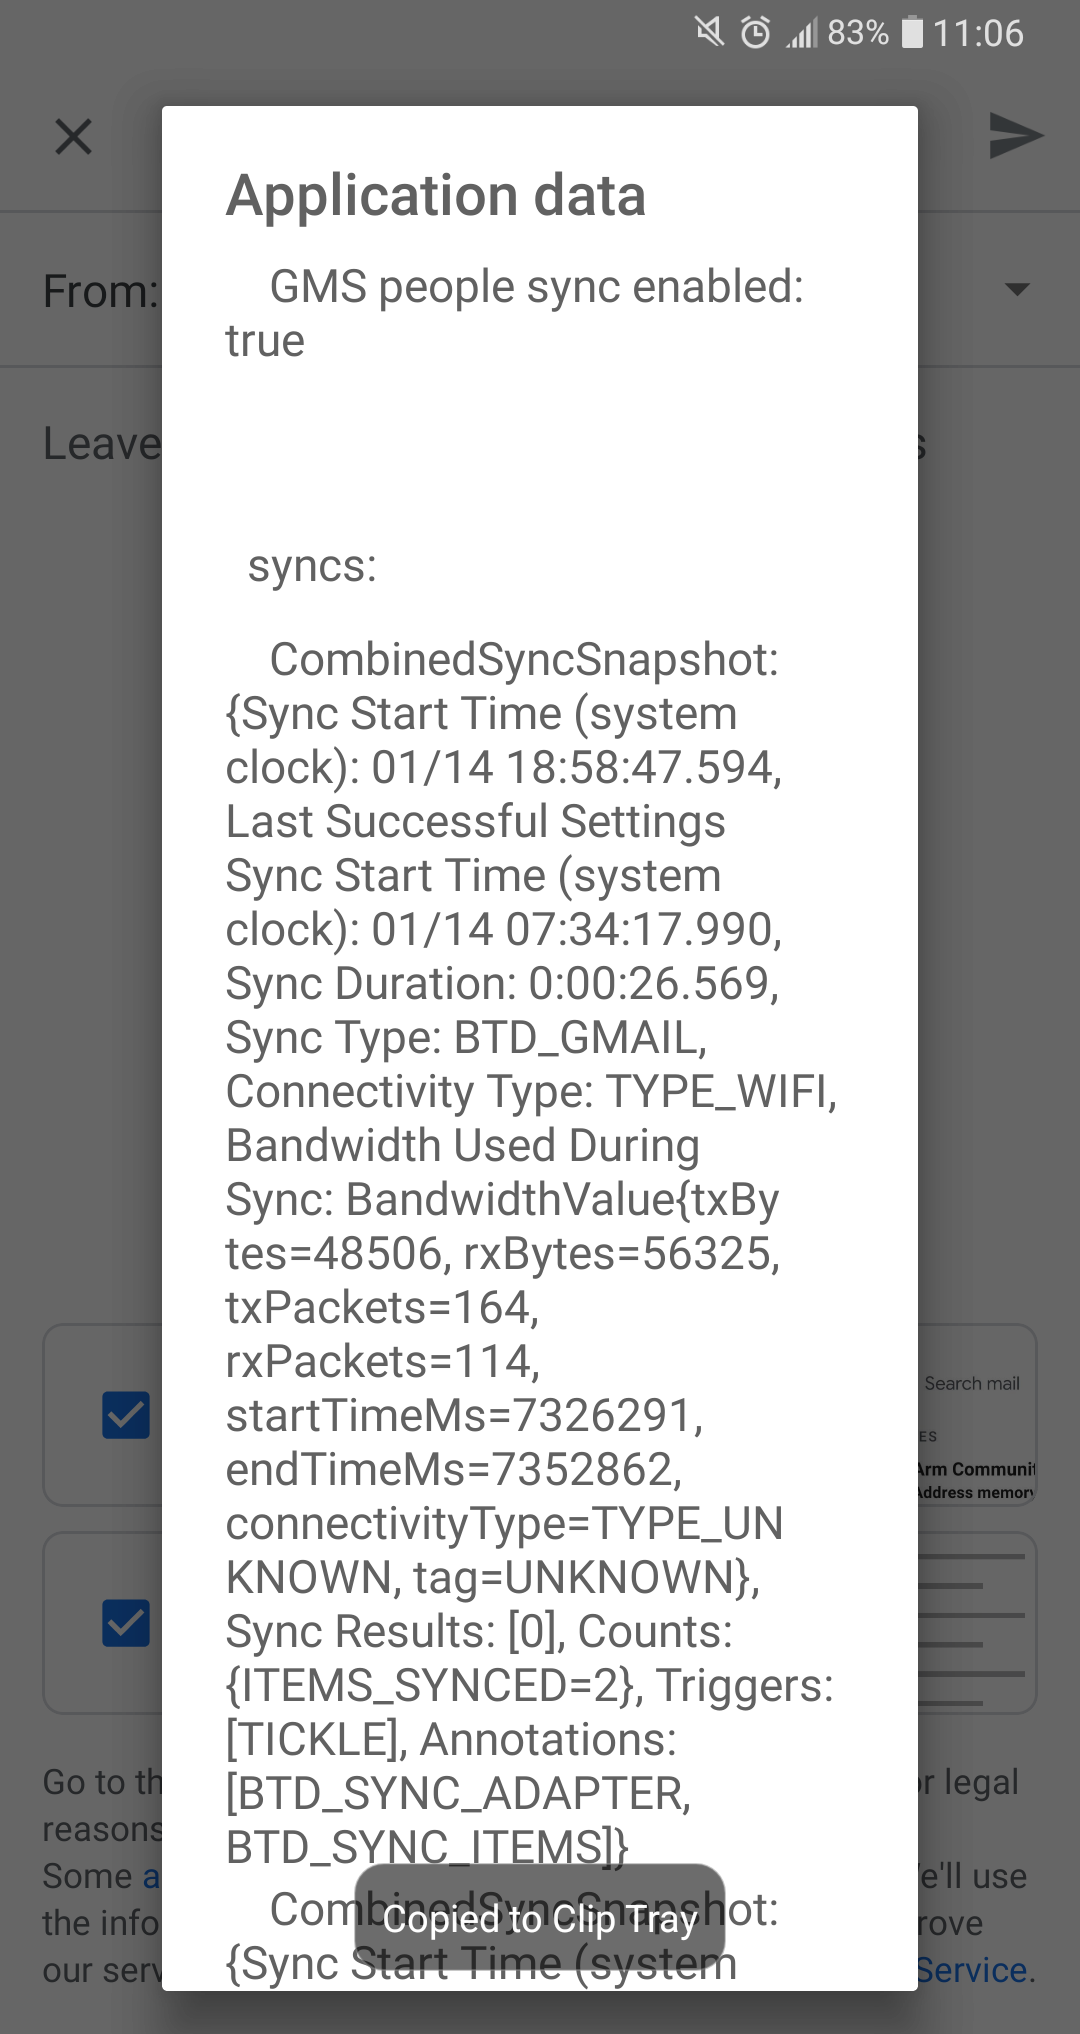 83% 11:06
Application data
GMS people sync enabled:
true
From:
Leave
syncs:
CombinedSyncSnapshot:
{Sync Start Time (system
clock): 01/14 18:58:47.594,
Last Successful Settings
Sync Start Time (system
clock): 01/14 07:34:17.990,
Sync Duration: 0:00:26.569,
Sync Type: BTD_GMAIL,
Connectivity Type: TYPE_WIFI,
Bandwidth Used During
Sync: BandwidthValue{txBy
tes=48506, rxBytes=56325,
txPackets=164,
rxPackets=114,
startTimeMs=7326291,
endTimeMs=7352862,
connectivityType=TYPE_UN
KNOWN, tag=UNKNOWN},
Sync Results: [0], Counts:
{ITEMS_SYNCED=2}, Triggers:
[TICKLE], Annotations:
[BTD_SYNC_ADAPTER,
BTD_SYNC_ITEMS]}
CombinedSyncSnapshot:
{Sync Start Time (system
Copied to Clip Tray
Search mail
ES
Arm Communit
Address memory
Go to th
r legal
reasons
Some a
e'll use
the info
rove
our serv
Service.